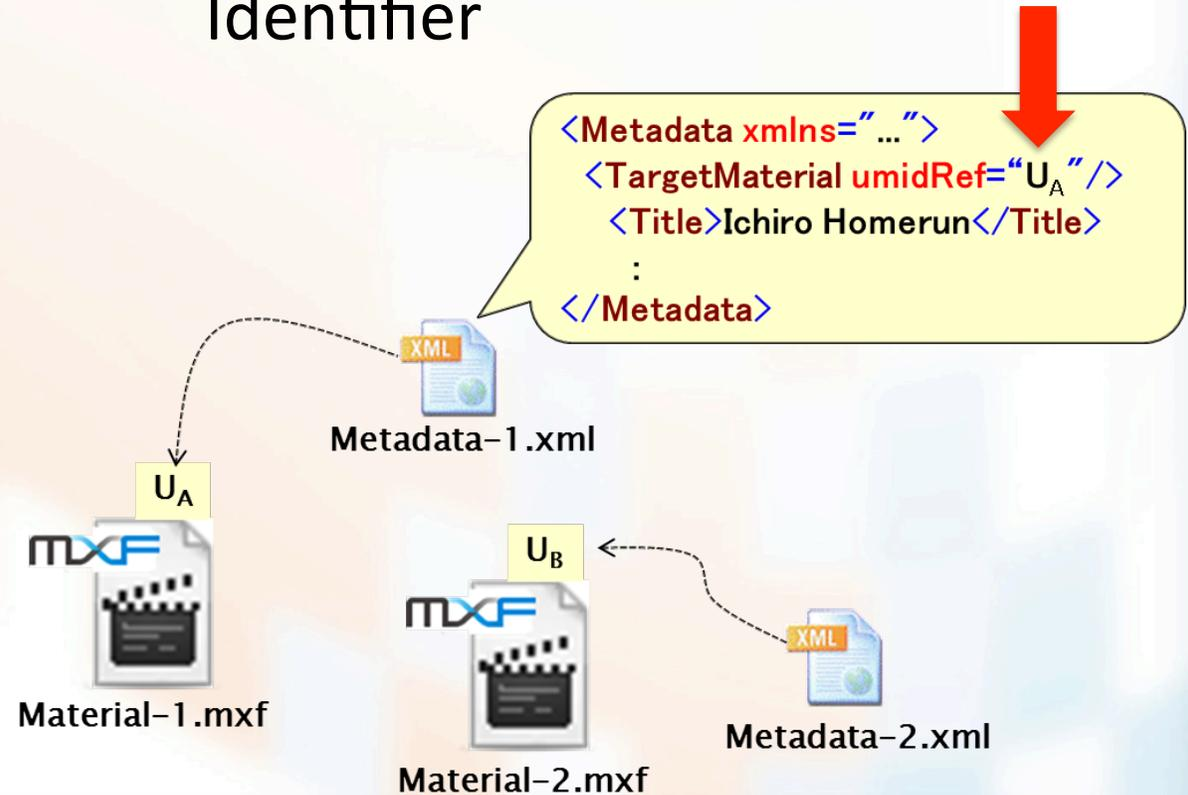 Identifier
<Metadata xmlns="...">
<TargetMaterial umidRef="UA"/>
<Title>Ichiro Homerun</Title>
:
</Metadata>
XML
Metadata-1.xml
UA
mxf
Material-1.mxf
UB
mxf
Material-2.mxf
XML
Metadata-2.xml